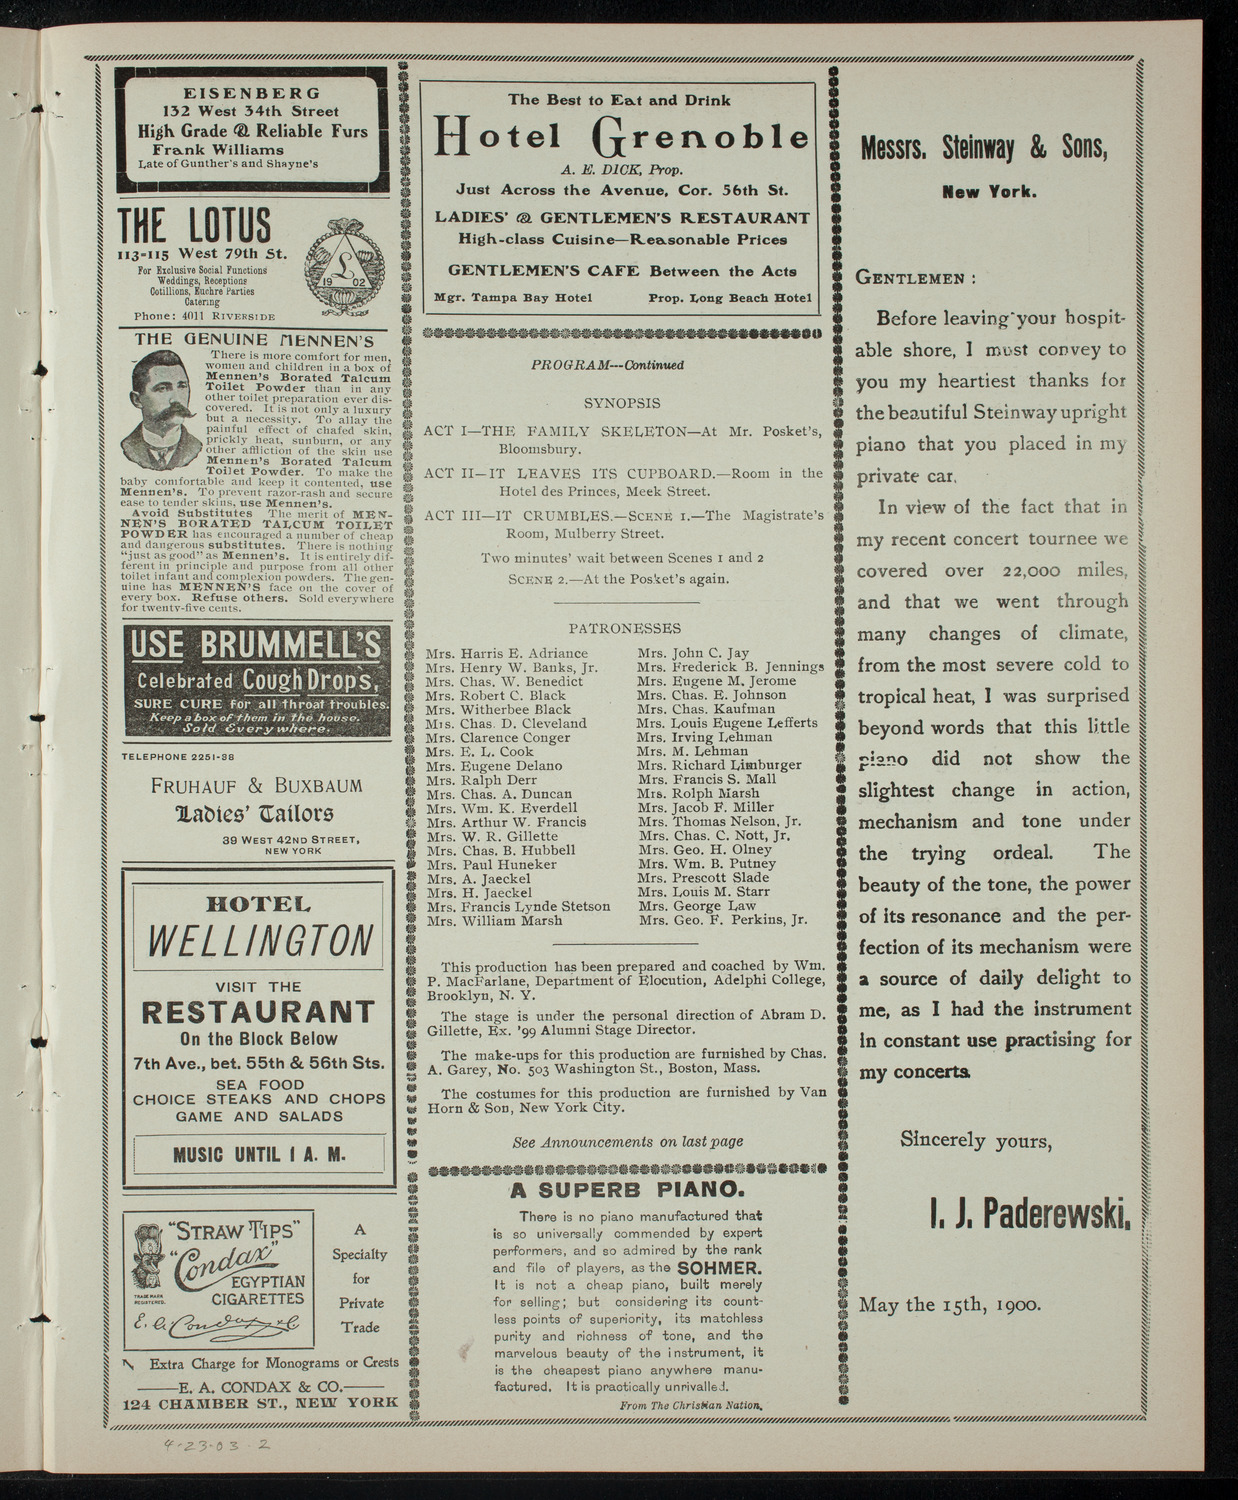 EISENBERG
132 West 34th Street
High Grade & Reliable Furs
Frank Williams
Late of Gunther's and Shayne's
THE LOTUS
113-115 West 79th St.
For Exclusive Social Functions
Weddings, Receptions
Cotillions, Euchre Parties
Catering
Phone: 4011 RIVERSIDE
L
19 02
THE GENUINE MENNEN'S
There is more comfort for men,
women and children in a box of
Mennen's Borated Talcum
Toilet Powder than in any
other toilet preparation ever dis-
covered. It is not only a luxury
but a necessity. To allay the
painful effect of chafed skin,
prickly heat, sunburn, or any
other affliction of the skin use
Mennen's Borated Talcum
Toilet Powder. To make the
baby comfortable and keep it contented, use
Mennen's. To prevent razor-rash and secure
ease to tender skins, use Mennen's.
Avoid Substitutes The merit of MEN-
NEN'S BORATED TALCUM TOILET
POWDER has encouraged a number of cheap
and dangerous substitutes. There is nothing
"just as good" as Mennen's. It is entirely dif-
ferent in principle and purpose from all other
toilet infant and complexion powders. The gen-
uine has MENNEN'S face on the cover of
every box. Refuse others. Sold everywhere
for twenty-five cents.
USE BRUMMELL'S
Celebrated Cough Drops,
SURE CURE for all throat troubles.
Keep a box of them in the house.
Sold Everywhere.
TELEPHONE 2251-38
FRUHAUF & BUXBAUM
Ladies' Tailors
39 WEST 42ND STREET,
NEW YORK
HOTEL
WELLINGTON
VISIT THE
RESTAURANT
On the Block Below
7th Ave., bet. 55th & 56th Sts.
SEA FOOD
CHOICE STEAKS AND CHOPS
GAME AND SALADS
MUSIC UNTIL 1 A. M.
"STRAW TIPS"
"Condax"
EGYPTIAN
CIGARETTES
TRADE MARK
REGISTERED.
E. A. Condax & Co
A
Specialty
for
Private
Trade
Extra Charge for Monograms or Crests
E. A. CONDAX & CO.
124 CHAMBER ST., NEW YORK
The Best to Eat and Drink
Hotel Grenoble
A. E. DICK, Prop.
Just Across the Avenue, Cor. 56th St.
LADIES' & GENTLEMEN'S RESTAURANT
High-class Cuisine—Reasonable Prices
GENTLEMEN'S CAFE Between the Acts
Mgr. Tampa Bay Hotel Prop. Long Beach Hotel
PROGRAM---Continued
SYNOPSIS
ACT I—THE FAMILY SKELETON—At Mr. Posket's,
Bloomsbury.
ACT II—IT LEAVES ITS CUPBOARD.—Room in the
Hotel des Princes, Meek Street.
ACT III—IT CRUMBLES.—SCENE 1.—The Magistrate's
Room, Mulberry Street.
Two minutes' wait between Scenes 1 and 2
SCENE 2.—At the Posket's again.
PATRONESSES
Mrs. Harris E. Adriance
Mrs. Henry W. Banks, Jr.
Mrs. Chas. W. Benedict
Mrs. Robert C. Black
Mrs. Witherbee Black
Mrs. Chas. D. Cleveland
Mrs. Clarence Conger
Mrs. E. L. Cook
Mrs. Eugene Delano
Mrs. Ralph Derr
Mrs. Chas. A. Duncan
Mrs. Wm. K. Everdell
Mrs. Arthur W. Francis
Mrs. W. R. Gillette
Mrs. Chas. B. Hubbell
Mrs. Paul Huneker
Mrs. A. Jaeckel
Mrs. H. Jaeckel
Mrs. Francis Lynde Stetson
Mrs. William Marsh
Mrs. John C. Jay
Mrs. Frederick B. Jennings
Mrs. Eugene M. Jerome
Mrs. Chas. E. Johnson
Mrs. Chas. Kaufman
Mrs. Louis Eugene Lefferts
Mrs. Irving Lehman
Mrs. M. Lehman
Mrs. Richard Limburger
Mrs. Francis S. Mall
Mrs. Rolph Marsh
Mrs. Jacob F. Miller
Mrs. Thomas Nelson, Jr.
Mrs. Chas. C. Nott, Jr.
Mrs. Geo. H. Olney
Mrs. Wm. B. Putney
Mrs. Prescott Slade
Mrs. Louis M. Starr
Mrs. George Law
Mrs. Geo. F. Perkins, Jr.
This production has been prepared and coached by Wm.
P. MacFarlane, Department of Elocution, Adelphi College,
Brooklyn, N. Y.
The stage is under the personal direction of Abram D.
Gillette, Ex. '99 Alumni Stage Director.
The make-ups for this production are furnished by Chas.
A. Garey, No. 503 Washington St., Boston, Mass.
The costumes for this production are furnished by Van
Horn & Son, New York City.
See Announcements on last page
A SUPERB PIANO.
There is no piano manufactured that
is so universally commended by expert
performers, and so admired by the rank
and file of players, as the SOHMER.
It is not a cheap piano, built merely
for selling; but considering its count-
less points of superiority, its matchless
purity and richness of tone, and the
marvelous beauty of the instrument, it
is the cheapest piano anywhere manu-
factured. It is practically unrivalled.
From The Christian Nation.
Messrs. Steinway & Sons,
New York.
GENTLEMEN :
Before leaving your hospit-
able shore, I must convey to
you my heartiest thanks for
the beautiful Steinway upright
piano that you placed in my
private car.
In view of the fact that in
my recent concert tournee we
covered over 22,000 miles,
and that we went through
many changes of climate,
from the most severe cold to
tropical heat, I was surprised
beyond words that this little
piano did not show the
slightest change in action,
mechanism and tone under
the trying ordeal. The
beauty of the tone, the power
of its resonance and the per-
fection of its mechanism were
a source of daily delight to
me, as I had the instrument
in constant use practising for
my concerts
Sincerely yours,
I. J. Paderewski.
May the 15th, 1900.
4-23-03 2